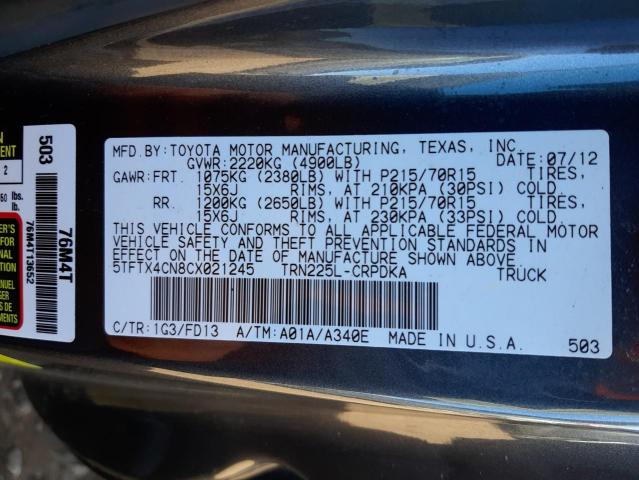 MFD.BY:TOYOTA MOTOR MANUFACTURING, TEXAS, INC.
GVWR:2220KG (4900LB) DATE:07/12
GAWR:FRT. 1075KG (2380LB) WITH P215/70R15 TIRES,
15X6J RIMS, AT 210KPA (30PSI) COLD
RR. 1200KG (2650LB) WITH P215/70R15 TIRES,
15X6J RIMS, AT 230KPA (33PSI) COLD
THIS VEHICLE CONFORMS TO ALL APPLICABLE FEDERAL MOTOR
VEHICLE SAFETY AND THEFT PREVENTION STANDARDS IN
EFFECT ON THE DATE OF MANUFACTURE SHOWN ABOVE.
5TFTX4CN8CX021245 TRN225L-CRPDKA TRUCK
C/TR:1G3/FD13 A/TM:A01A/A340E MADE IN U.S.A. 503
503
76M4T
76M4T13652
2
lbs.
lb.